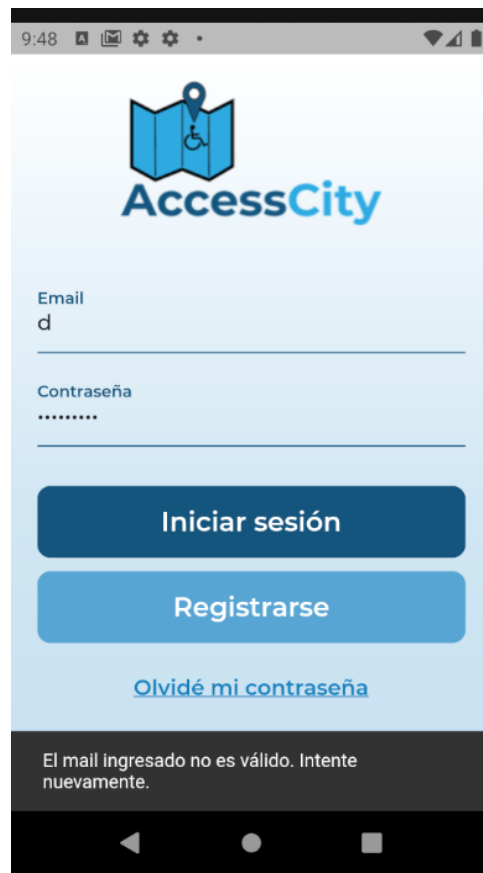 9:48
AccessCity
Email
d
Contraseña
•••••••••
Iniciar sesión
Registrarse
Olvidé mi contraseña
El mail ingresado no es válido. Intente
nuevamente.